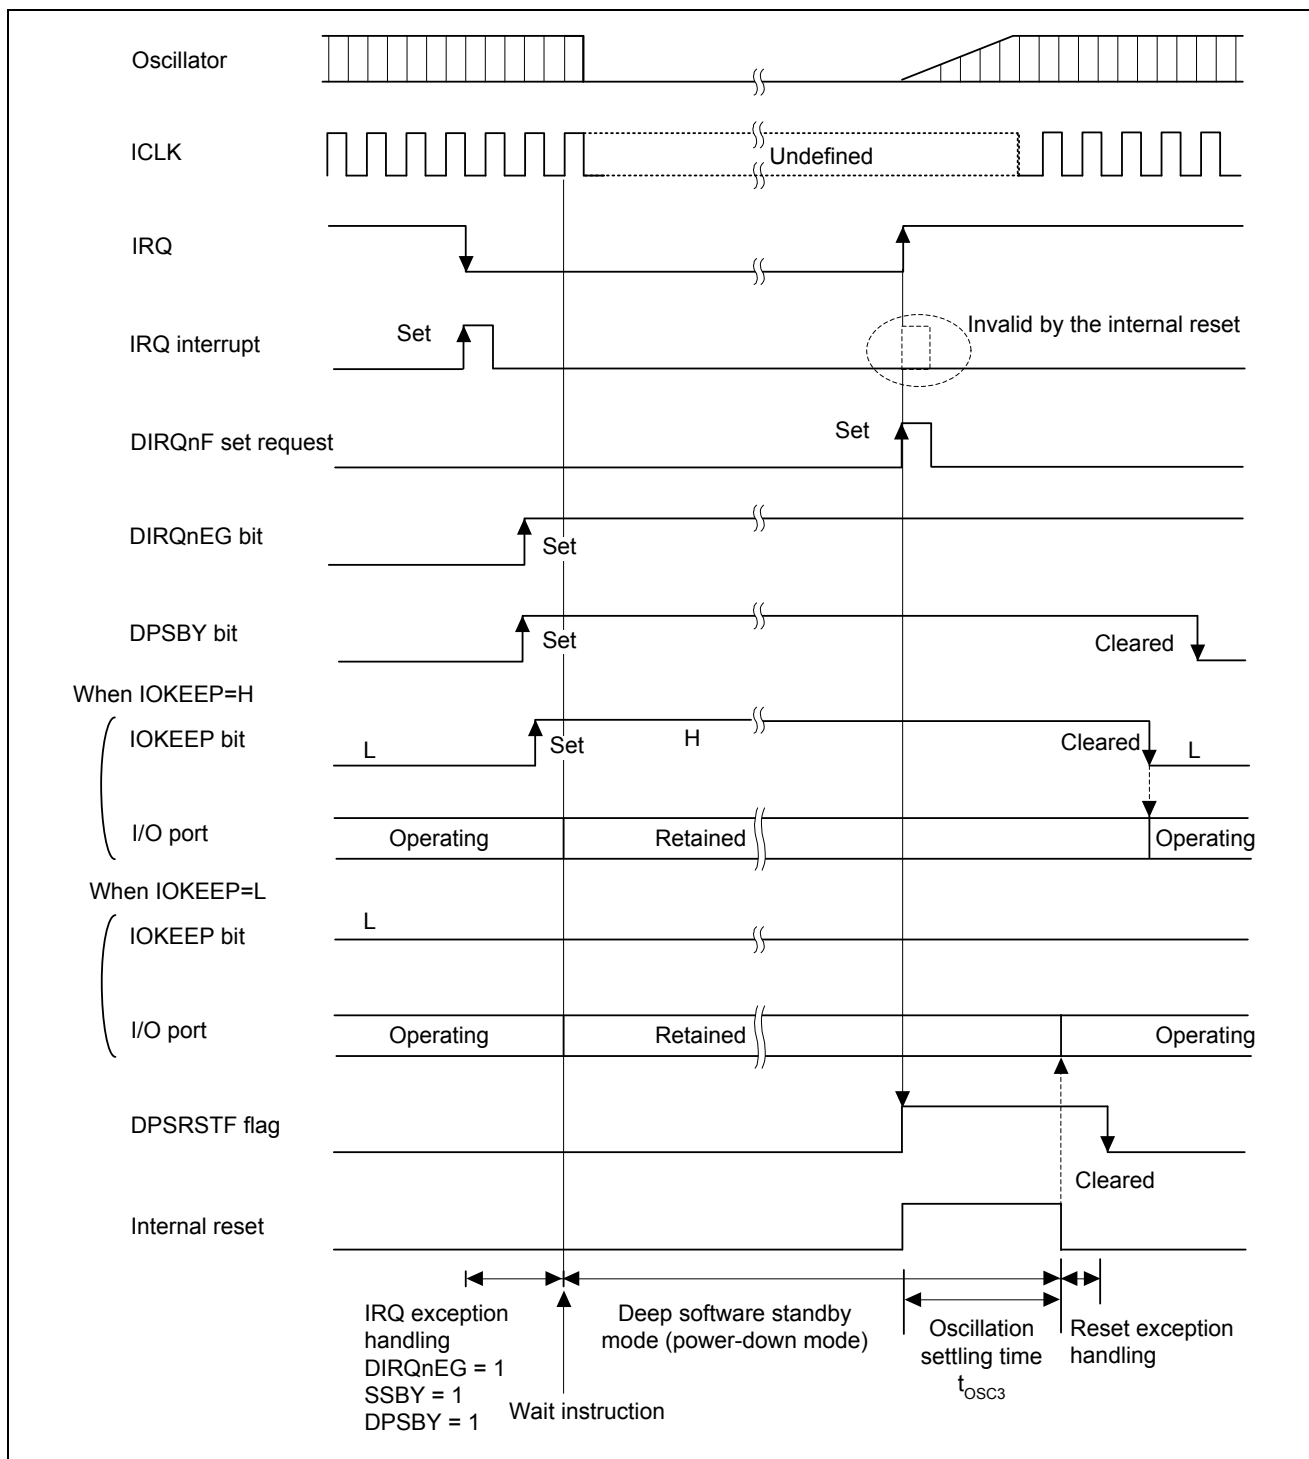 Oscillator
ICLK
Undefined
IRQ
IRQ interrupt
Set
Invalid by the internal reset
DIRQnF set request
Set
DIRQnEG bit
Set
DPSBY bit
Set
Cleared
When IOKEEP=H
IOKEEP bit
L
Set
H
Cleared
L
I/O port
Operating
Retained
Operating
When IOKEEP=L
IOKEEP bit
L
I/O port
Operating
Retained
Operating
DPSRSTF flag
Cleared
Internal reset
IRQ exception
handling
DIRQnEG = 1
SSBY = 1
DPSBY = 1
Wait instruction
Deep software standby
mode (power-down mode)
Oscillation
settling time
tOSC3
Reset exception
handling